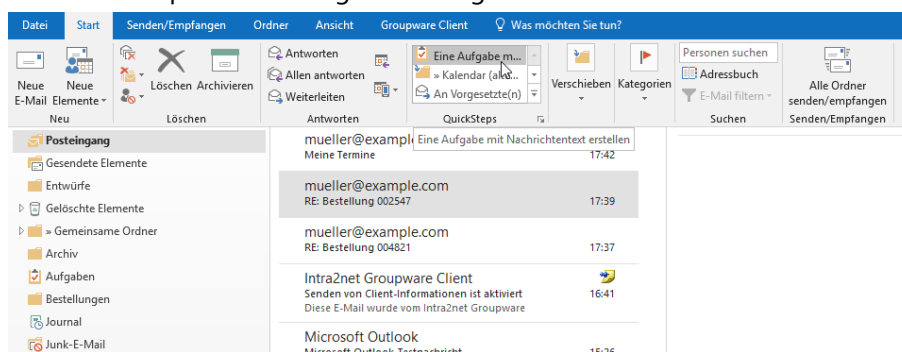 Datei Start Senden/Empfangen Ordner Ansicht Groupware Client Was möchten Sie tun?
Neue E-Mail
Neue Elemente
Neu
Löschen Archivieren
Löschen
Antworten
Allen antworten
Weiterleiten
Antworten
Eine Aufgabe m...
» Kalendar
An Vorgesetzte(n)
QuickSteps
Verschieben
Kategorien
Personen suchen
Adressbuch
E-Mail filtern
Suchen
Alle Ordner
senden/empfangen
Senden/Empfangen
Eine Aufgabe mit Nachrichtentext erstellen
Posteingang
Gesendete Elemente
Entwürfe
Gelöschte Elemente
» Gemeinsame Ordner
Archiv
Aufgaben
Bestellungen
Journal
Junk-E-Mail
Meine Termine 17:42
mueller@example.com
RE: Bestellung 002547 17:39
mueller@example.com
RE: Bestellung 004821 17:37
Intra2net Groupware Client
Senden von Client-Informationen ist aktiviert 16:41
Diese E-Mail wurde vom Intra2net Groupware
Microsoft Outlook
Microsoft Outlook-Testnachricht 15:26